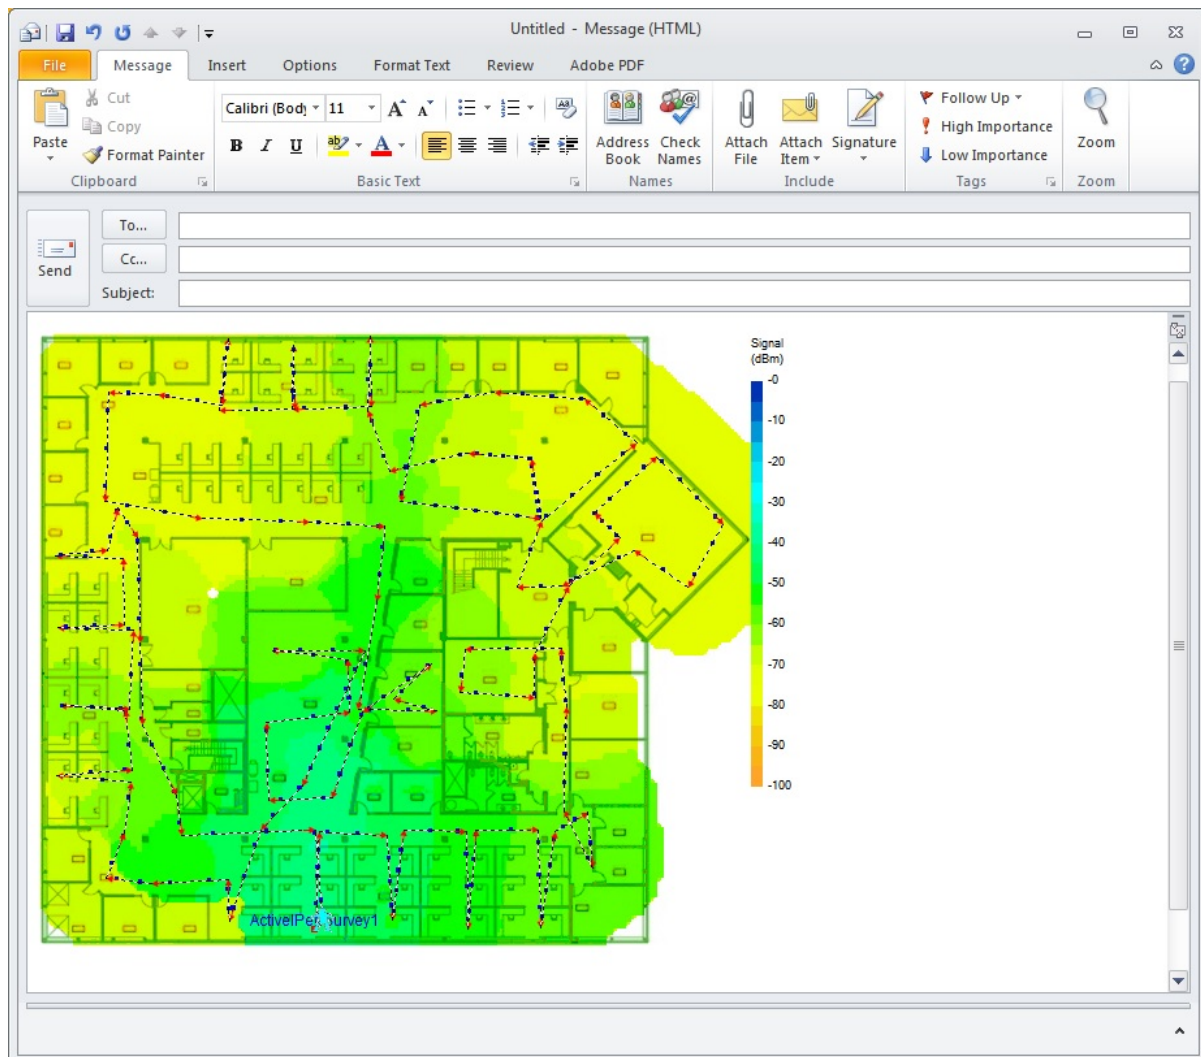 Untitled - Message (HTML)
File Message Insert Options Format Text Review Adobe PDF
Paste
Cut
Copy
Format Painter
Clipboard
Calibri (Body 11
B I U
Basic Text
Address Book
Check Names
Names
Attach File
Attach Item
Signature
Include
Follow Up
High Importance
Low Importance
Tags
Zoom
Zoom
Send
To...
Cc...
Subject:
Signal
(dBm)
-0
-10
-20
-30
-40
-50
-60
-70
-80
-90
-100